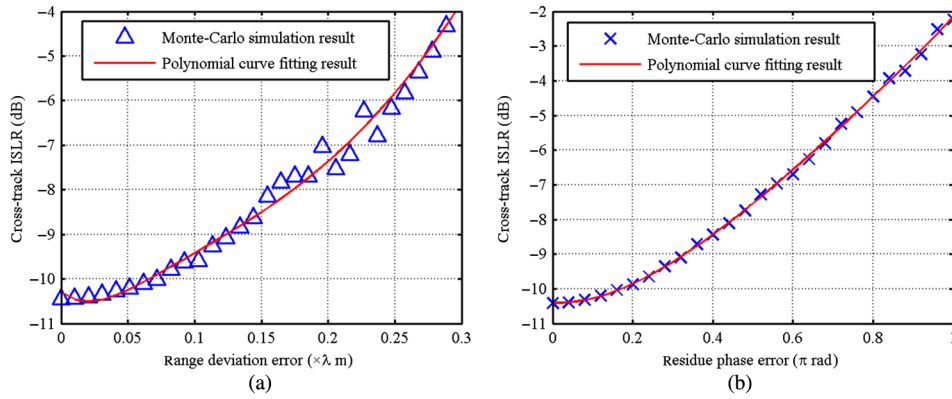 −4
−5
−6
−7
−8
−9
−10
−11
Cross-track ISLR (dB)
Monte-Carlo simulation result
Polynomial curve fitting result
0 0.05 0.1 0.15 0.2 0.25 0.3
Range deviation error (×λ m)
(a)
−2
−3
−4
−5
−6
−7
−8
−9
−10
−11
Cross-track ISLR (dB)
Monte-Carlo simulation result
Polynomial curve fitting result
0 0.2 0.4 0.6 0.8
Residue phase error (π rad)
(b)